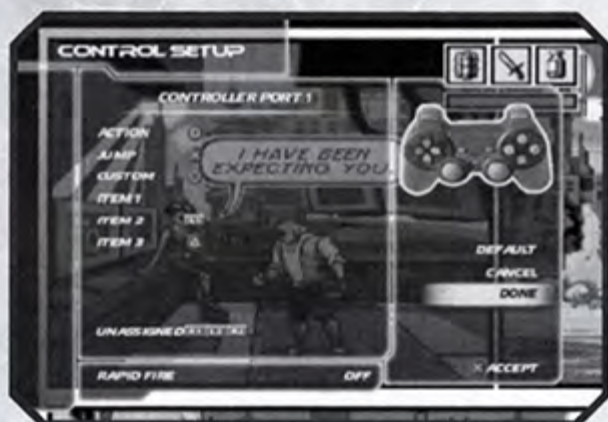 CONTROL SETUP
CONTROLLER PORT 1
ACTION
JUMP
CUSTOM
ITEM 1
ITEM 2
ITEM 3
I HAVE BEEN
EXPECTING YOU.
UNASSIGNED
RAPID FIRE OFF
DEFAULT
CANCEL
DONE
ACCEPT